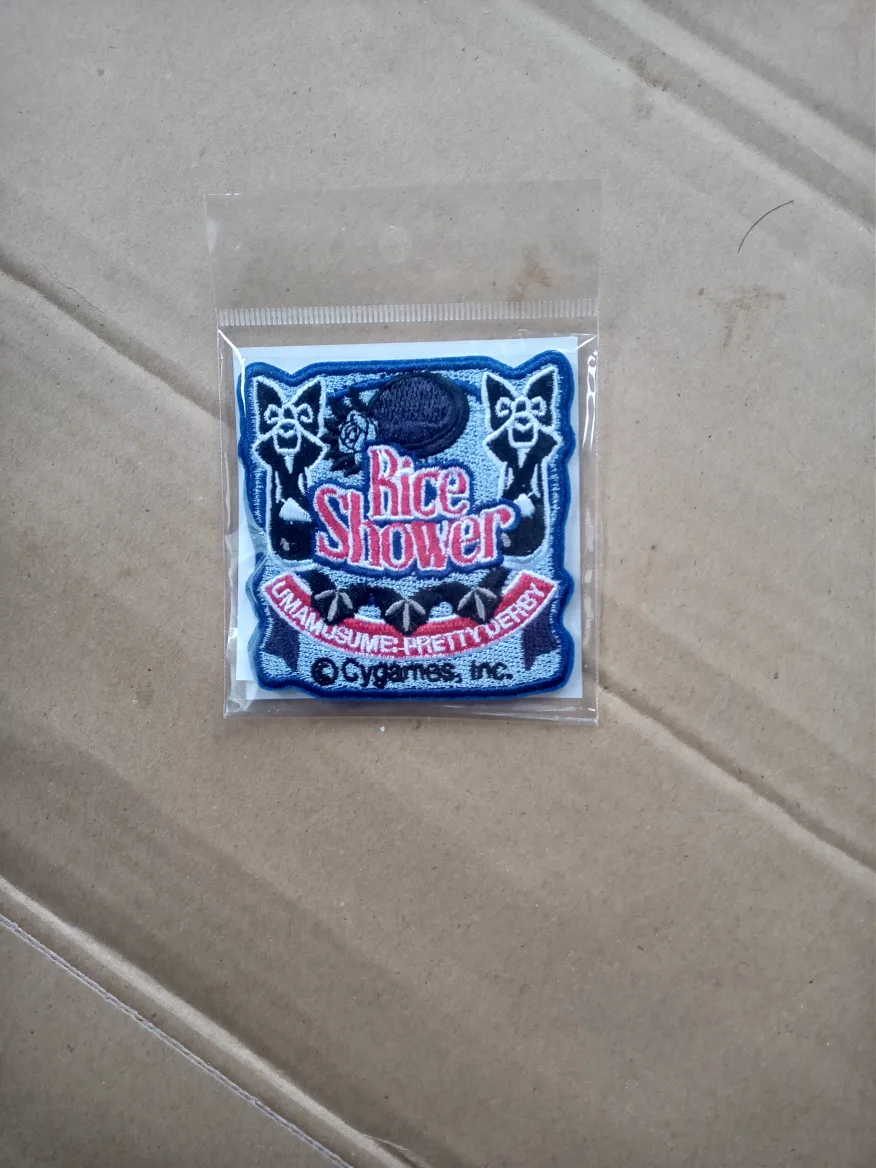 Rice
Shower
UMAMUSUME: PRETTY DERBY
©Cygames, Inc.